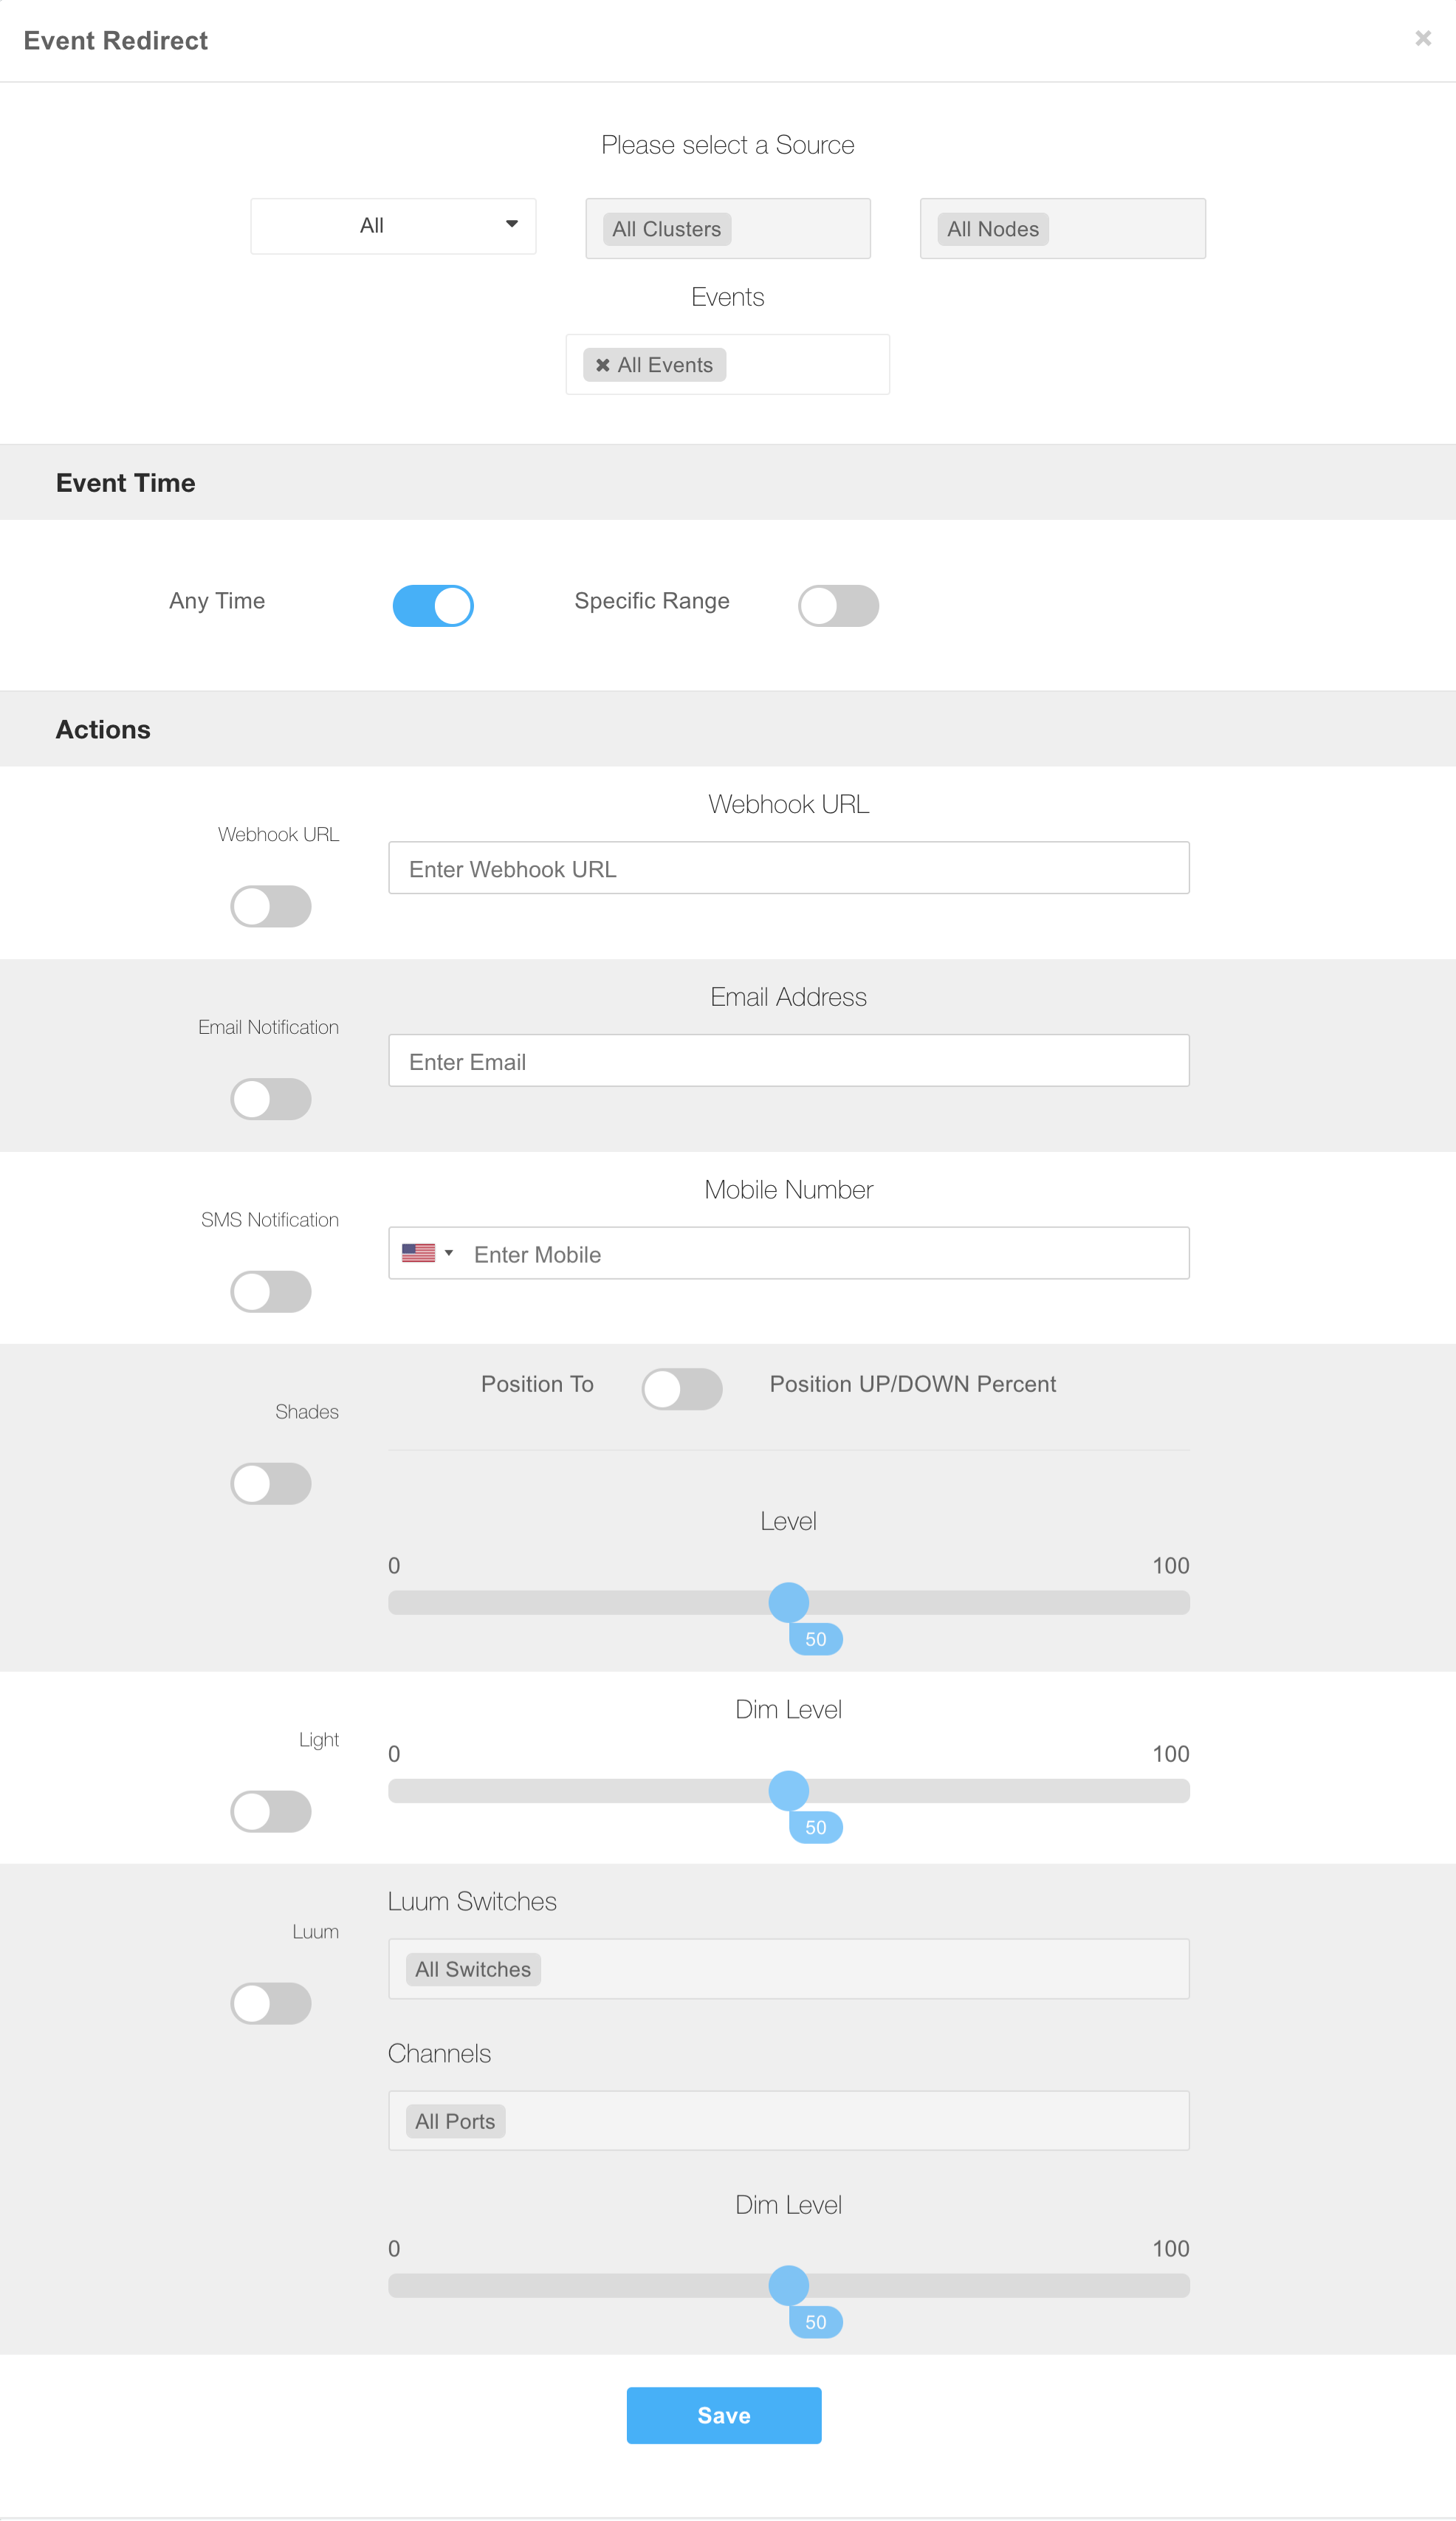 Event Redirect
Please select a Source
All
All Clusters
All Nodes
Events
All Events
Event Time
Any Time
Specific Range
Actions
Webhook URL
Webhook URL
Enter Webhook URL
Email Address
Email Notification
Enter Email
Mobile Number
SMS Notification
Enter Mobile
Position To
Position UP/DOWN Percent
Shades
Level
0
100
50
Dim Level
Light
0
100
50
Luum Switches
Luum
All Switches
Channels
All Ports
Dim Level
0
100
50
Save